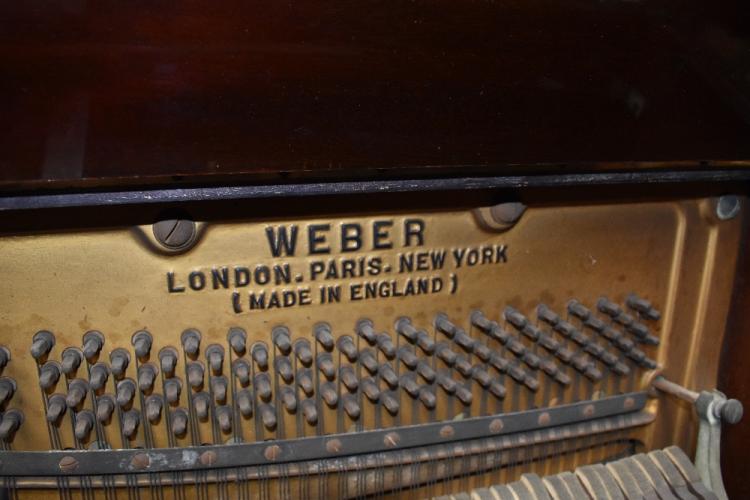 WEBER
LONDON. PARIS. NEW YORK
(MADE IN ENGLAND)